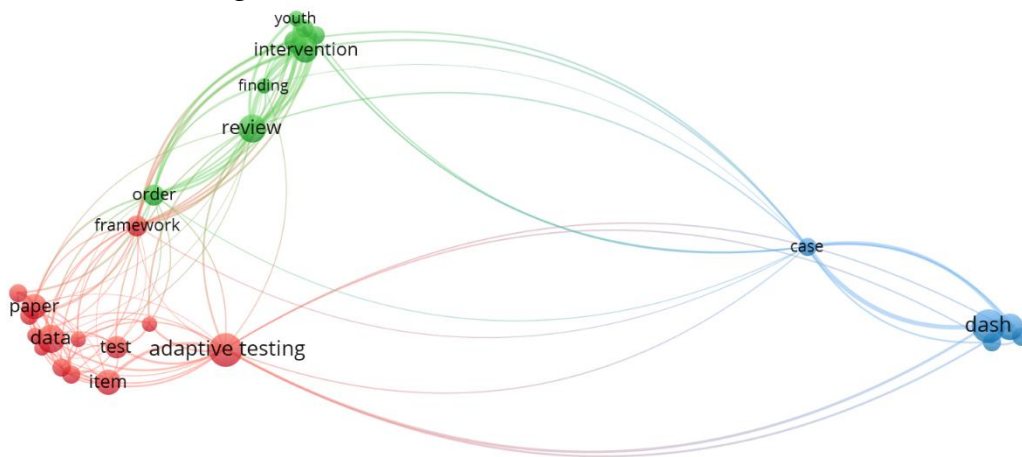 youth
intervention
finding
review
order
framework
case
paper
dash
data
test
adaptive testing
item